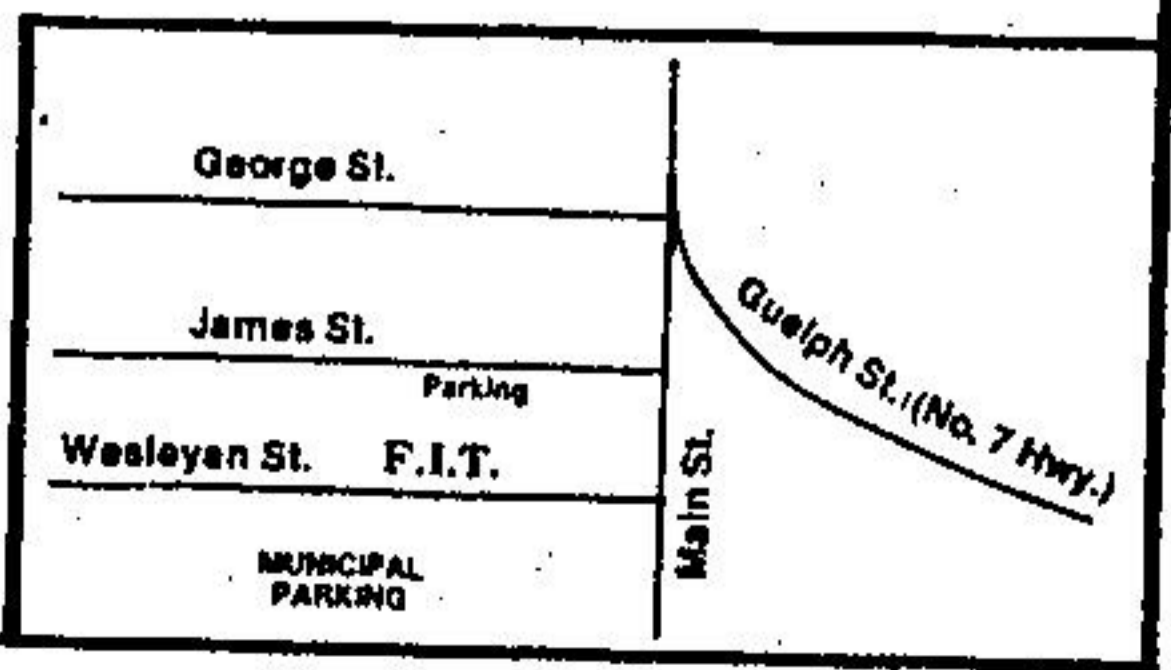 George St.
James St.
Parking
Wesleyan St. F.I.T.
MUNICIPAL
PARKING
Main St.
Guelph St. (No. 7 Hwy.)